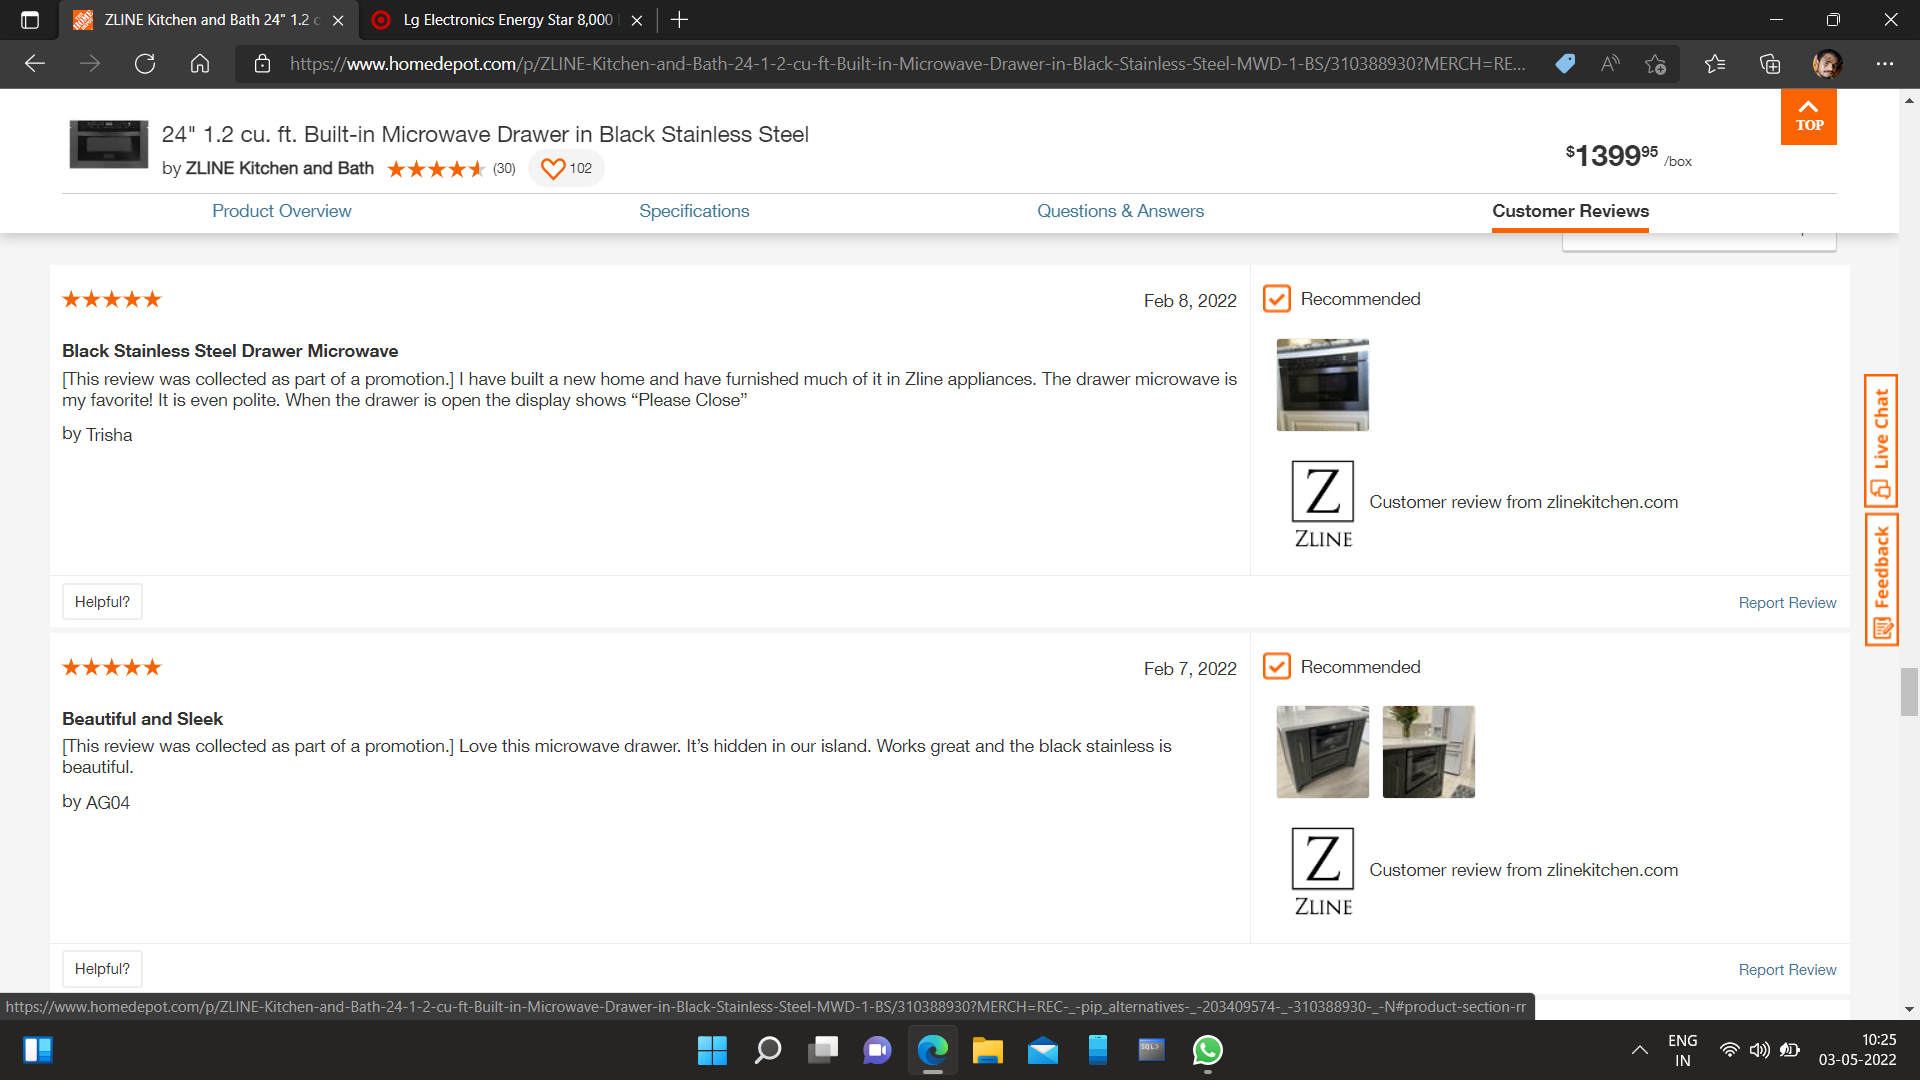 ZLINE Kitchen and Bath 24" 1.2 c
Lg Electronics Energy Star 8,000
https://www.homedepot.com/p/ZLINE-Kitchen-and-Bath-24-1-2-cu-ft-Built-in-Microwave-Drawer-in-Black-Stainless-Steel-MWD-1-BS/310388930?MERCH=RE...
TOP
24" 1.2 cu. ft. Built-in Microwave Drawer in Black Stainless Steel
by ZLINE Kitchen and Bath (30) 102
$139995 /box
Product Overview Specifications Questions & Answers Customer Reviews
Feb 8, 2022
Recommended
Black Stainless Steel Drawer Microwave
[This review was collected as part of a promotion.] I have built a new home and have furnished much of it in Zline appliances. The drawer microwave is
my favorite! It is even polite. When the drawer is open the display shows “Please Close”
by Trisha
Z
ZLINE
Customer review from zlinekitchen.com
Helpful?
Report Review
Live Chat
Feedback
Feb 7, 2022
Recommended
Beautiful and Sleek
[This review was collected as part of a promotion.] Love this microwave drawer. It’s hidden in our island. Works great and the black stainless is
beautiful.
by AG04
Z
ZLINE
Customer review from zlinekitchen.com
Helpful?
Report Review
https://www.homedepot.com/p/ZLINE-Kitchen-and-Bath-24-1-2-cu-ft-Built-in-Microwave-Drawer-in-Black-Stainless-Steel-MWD-1-BS/310388930?MERCH=REC-_-pip_alternatives-_-203409574-_-310388930-_-N#product-section-rr
SQL>
ENG
IN
10:25
03-05-2022